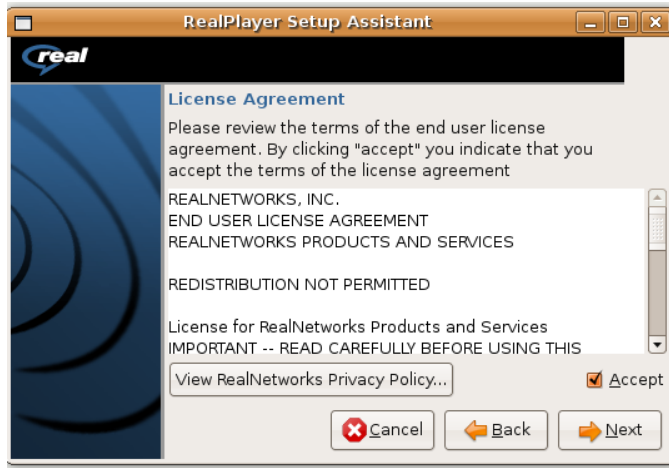 RealPlayer Setup Assistant
real
License Agreement
Please review the terms of the end user license
agreement. By clicking "accept" you indicate that you
accept the terms of the license agreement
REALNETWORKS, INC.
END USER LICENSE AGREEMENT
REALNETWORKS PRODUCTS AND SERVICES
REDISTRIBUTION NOT PERMITTED
License for RealNetworks Products and Services
IMPORTANT -- READ CAREFULLY BEFORE USING THIS
View RealNetworks Privacy Policy...
Accept
Cancel
Back
Next